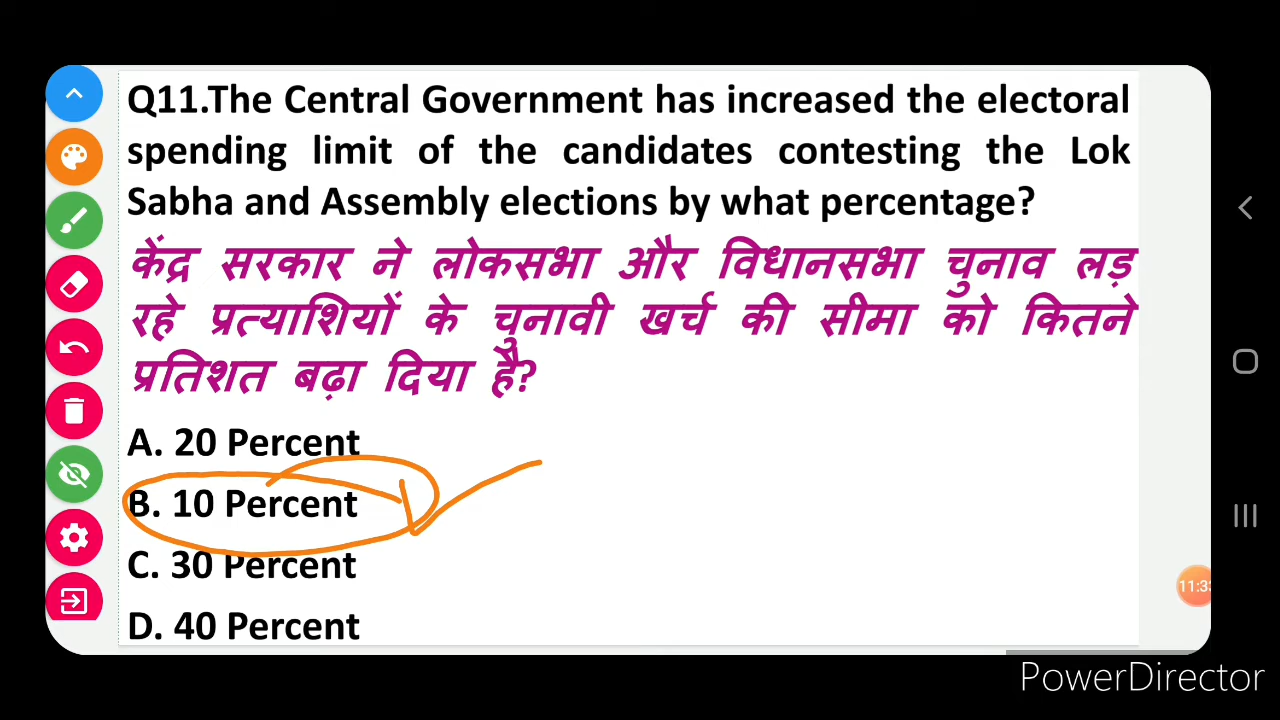 Q11.The Central Government has increased the electoral
spending limit of the candidates contesting the Lok
Sabha and Assembly elections by what percentage?
केंद्र सरकार ने लोकसभा और विधानसभा चुनाव लड़
रहे प्रत्याशियों के चुनावी खर्च की सीमा को कितने
प्रतिशत बढ़ा दिया है?
A. 20 Percent
B. 10 Percent
C. 30 Percent
D. 40 Percent
11:33
PowerDirector